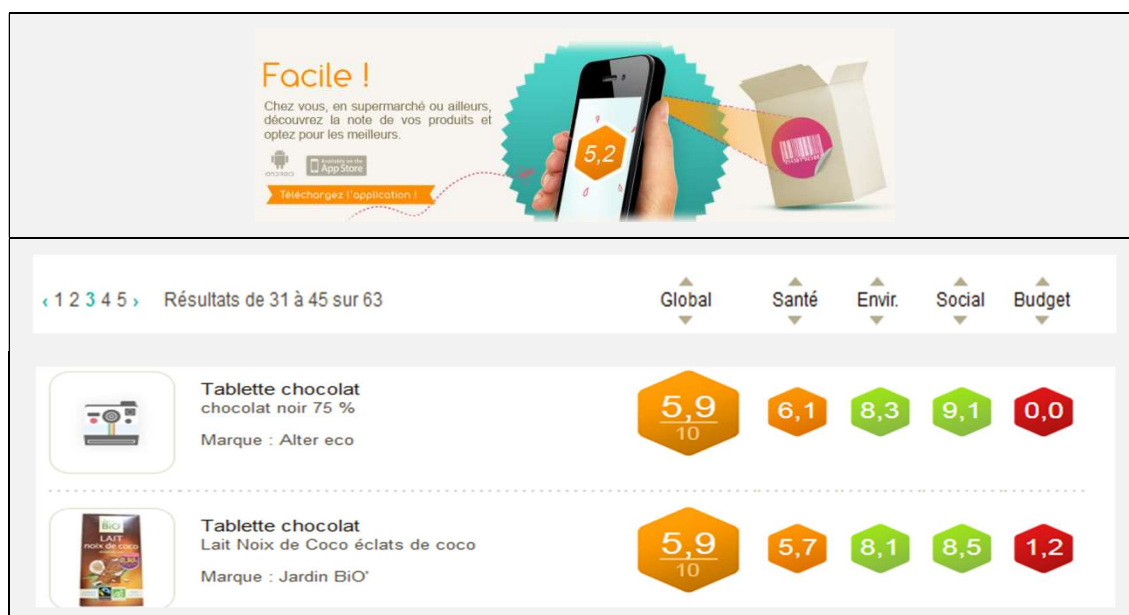 Facile !
Chez vous, en supermarché ou ailleurs,
découvrez la note de vos produits et
optez pour les meilleurs.
ANDROID
Available on the
App Store
Téléchargez l'application !
5,2
‹ 1 2 3 4 5 › Résultats de 31 à 45 sur 63
Global Santé Envir. Social Budget
Tablette chocolat
chocolat noir 75 %
Marque : Alter eco
5,9
10
6,1 8,3 9,1 0,0
Tablette chocolat
Lait Noix de Coco éclats de coco
Marque : Jardin BiO'
5,9
10
5,7 8,1 8,5 1,2
BiO
LAIT
noix de coco